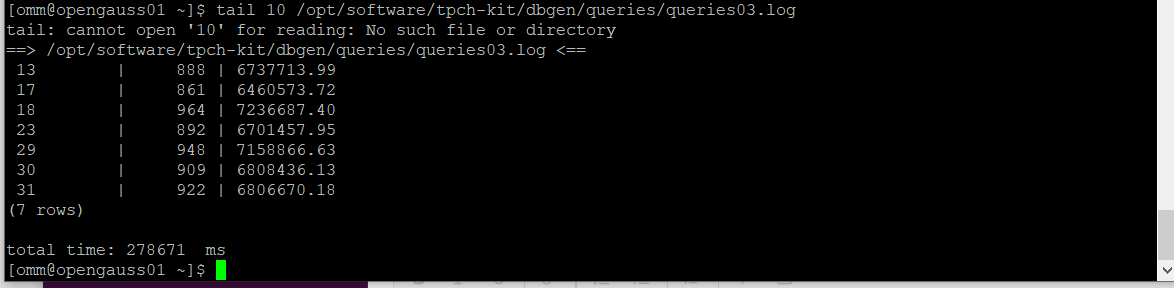 [omm@opengauss01 ~]$ tail 10 /opt/software/tpch-kit/dbgen/queries/queries03.log
tail: cannot open '10' for reading: No such file or directory
==> /opt/software/tpch-kit/dbgen/queries/queries03.log <==
 13        |     888 | 6737713.99
 17        |     861 | 6460573.72
 18        |     964 | 7236687.40
 23        |     892 | 6701457.95
 29        |     948 | 7158866.63
 30        |     909 | 6808436.13
 31        |     922 | 6806670.18
(7 rows)
total time: 278671  ms
[omm@opengauss01 ~]$